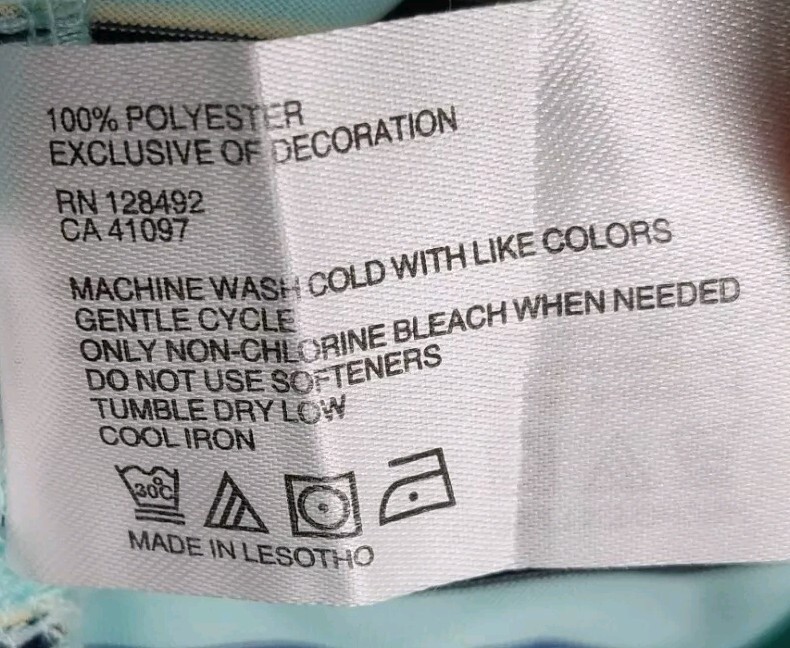 100% POLYESTER
EXCLUSIVE OF DECORATION
RN 128492
CA 41097
MACHINE WASH COLD WITH LIKE COLORS
GENTLE CYCLE
ONLY NON-CHLORINE BLEACH WHEN NEEDED
DO NOT USE SOFTENERS
TUMBLE DRY LOW
COOL IRON
30°C
MADE IN LESOTHO